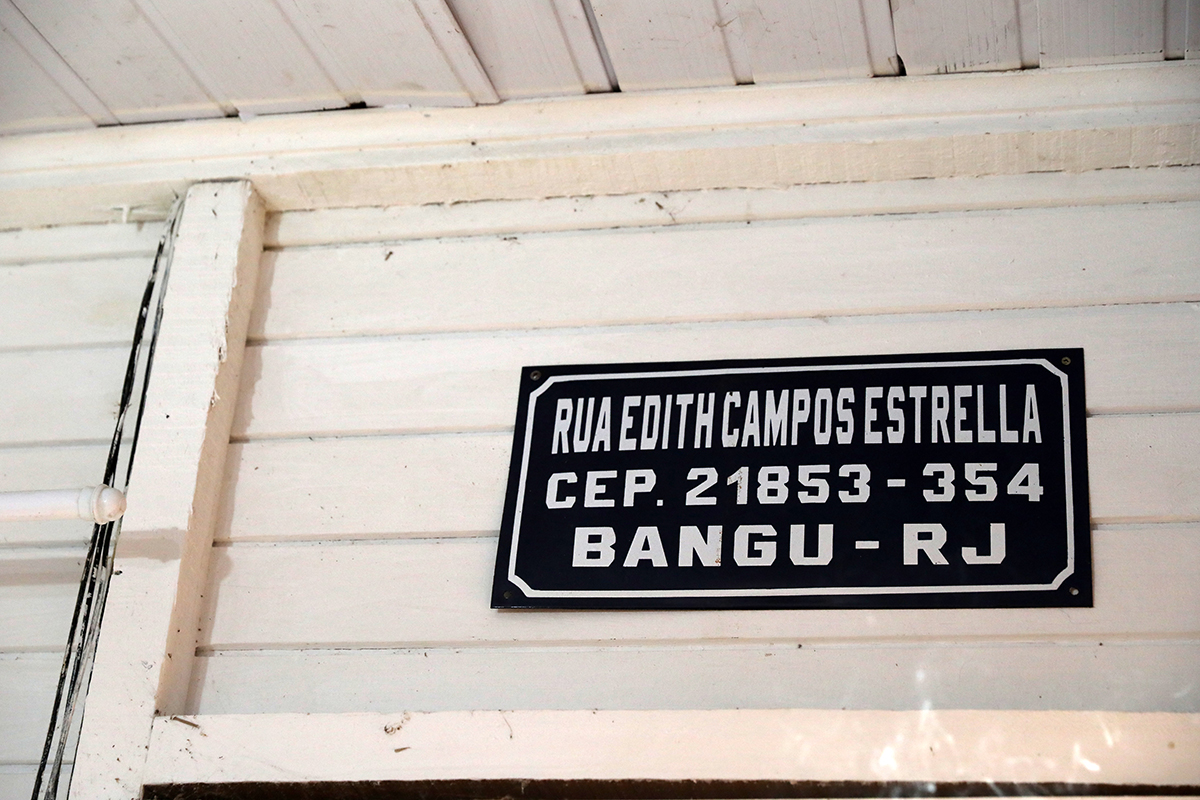 RUA EDITH CAMPOS ESTRELLA
CEP. 21853-354
BANGU-RJ